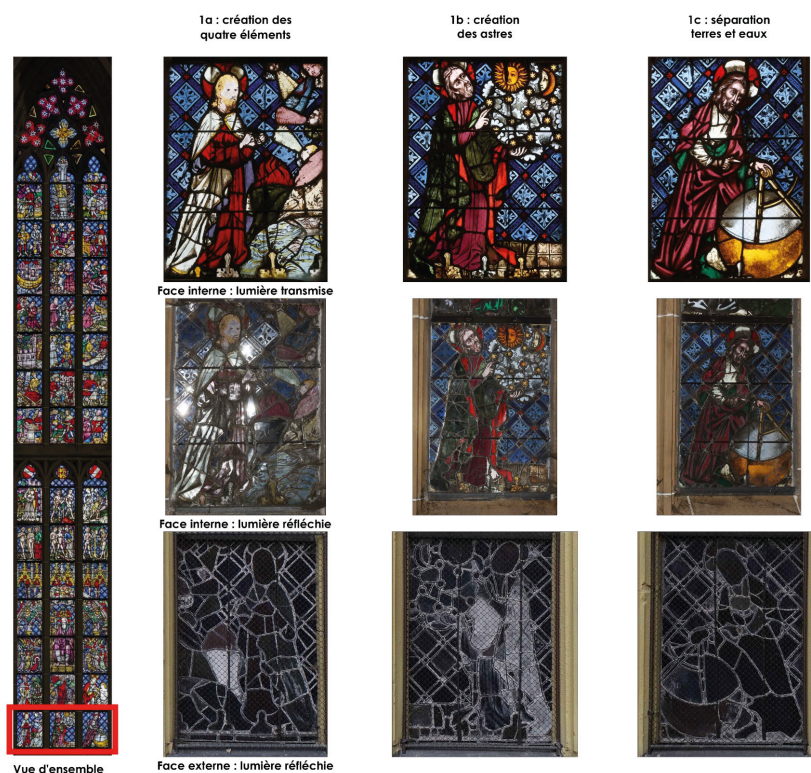 1a : création des
quatre éléments
1b : création
des astres
1c : séparation
terres et eaux
Face interne : lumière transmise
Face interne : lumière réfléchie
Face externe : lumière réfléchie
Vue d'ensemble